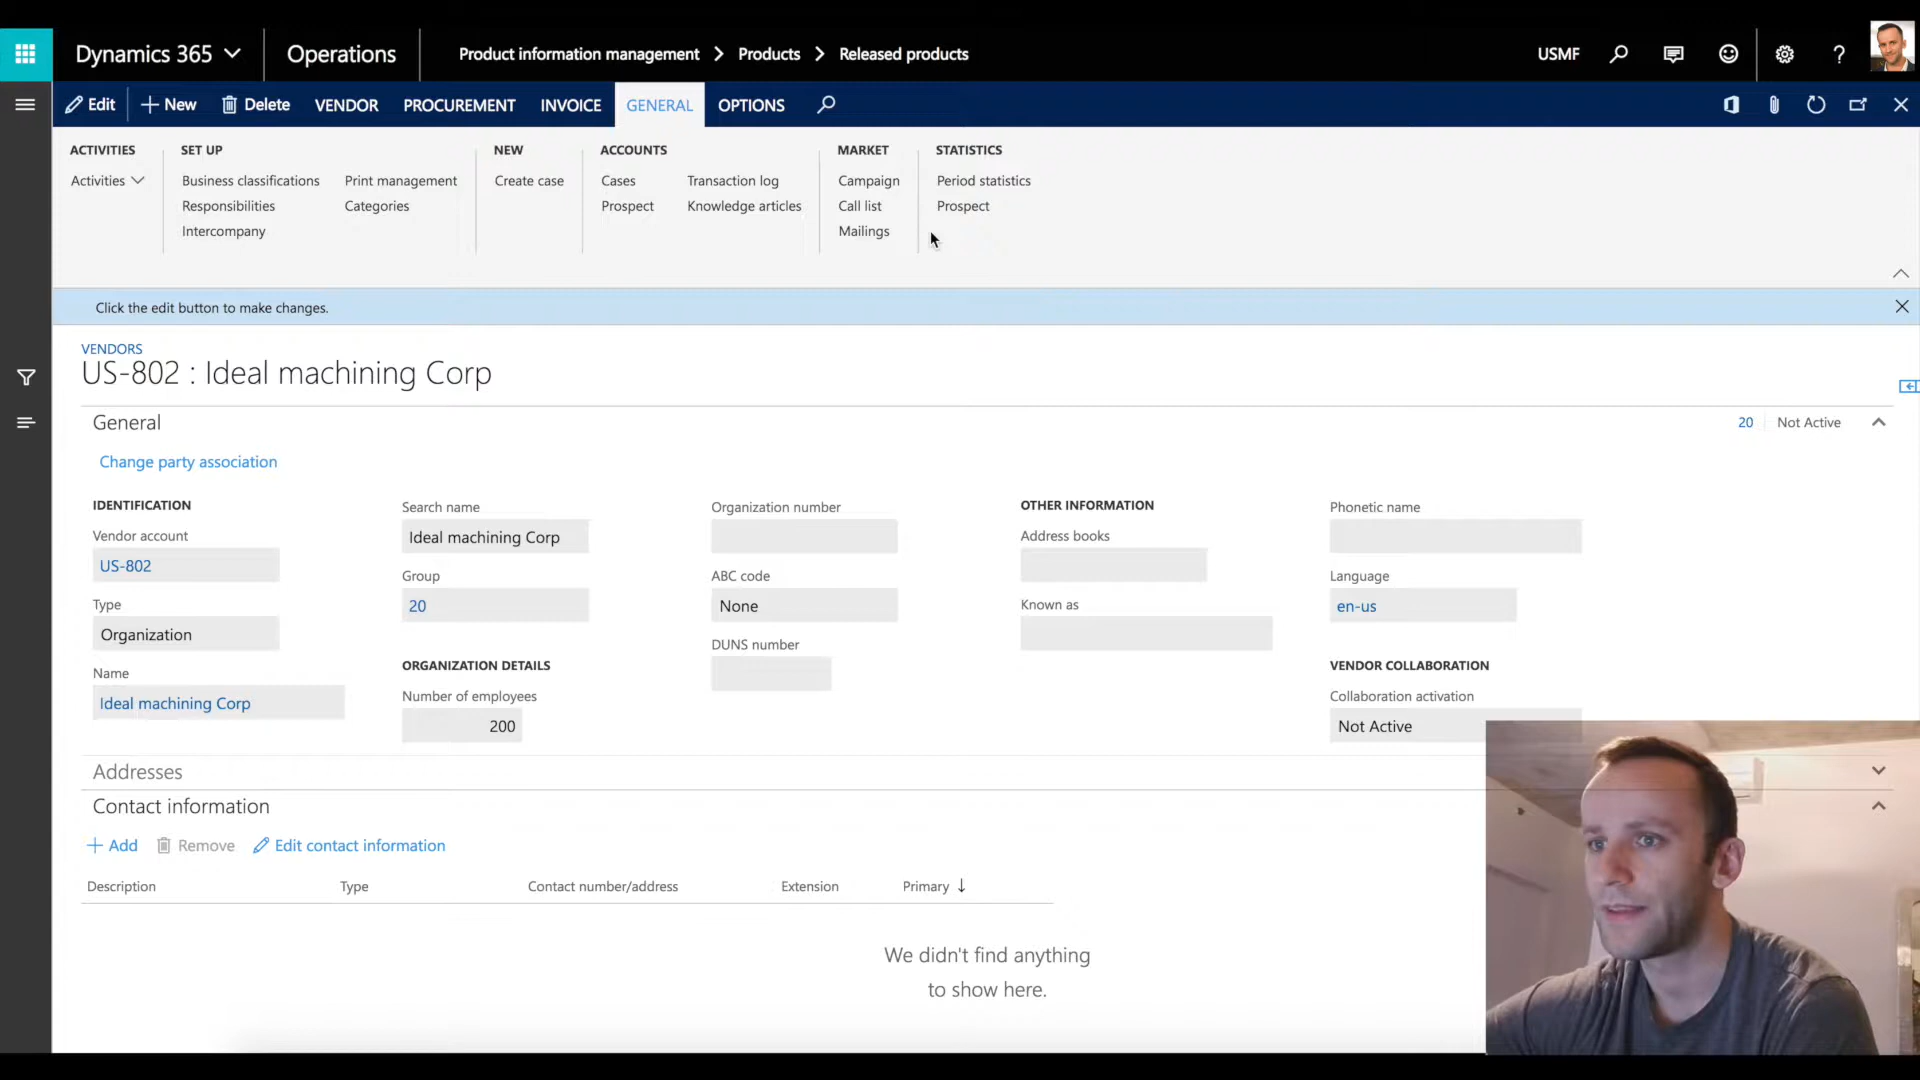 Dynamics 365
Operations
Product information management > Products > Released products
USMF
Edit
New
Delete
VENDOR
PROCUREMENT
INVOICE
GENERAL
OPTIONS
ACTIVITIES
Activities
SET UP
Business classifications
Responsibilities
Intercompany
Print management
Categories
NEW
Create case
ACCOUNTS
Cases
Prospect
Transaction log
Knowledge articles
MARKET
Campaign
Call list
Mailings
STATISTICS
Period statistics
Prospect
Click the edit button to make changes.
VENDORS
US-802 : Ideal machining Corp
General
20
Not Active
Change party association
IDENTIFICATION
Vendor account
US-802
Type
Organization
Name
Ideal machining Corp
Search name
Ideal machining Corp
Group
20
ORGANIZATION DETAILS
Number of employees
200
Organization number
ABC code
None
DUNS number
OTHER INFORMATION
Address books
Known as
Phonetic name
Language
en-us
VENDOR COLLABORATION
Collaboration activation
Not Active
Addresses
Contact information
Add
Remove
Edit contact information
Description
Type
Contact number/address
Extension
Primary
We didn't find anything
to show here.